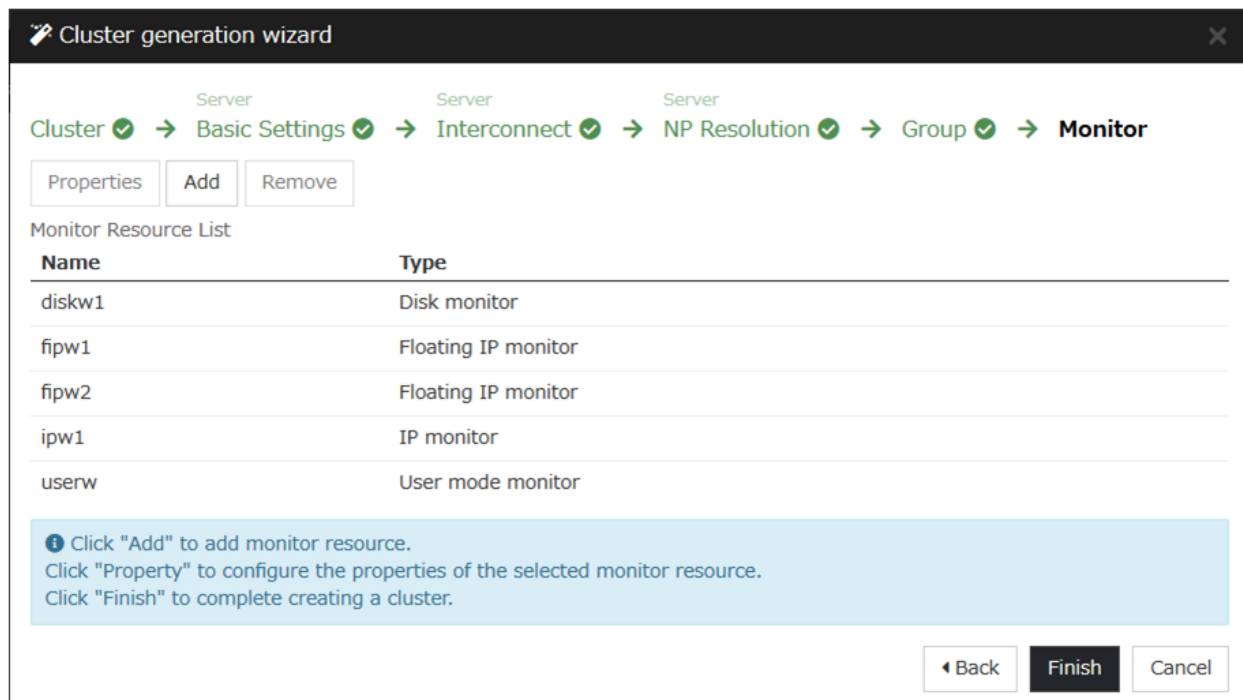 Cluster generation wizard
Server Server Server
Cluster → Basic Settings → Interconnect → NP Resolution → Group → Monitor
Properties Add Remove
Monitor Resource List
Name Type
diskw1 Disk monitor
fipw1 Floating IP monitor
fipw2 Floating IP monitor
ipw1 IP monitor
userw User mode monitor
Click "Add" to add monitor resource.
Click "Property" to configure the properties of the selected monitor resource.
Click "Finish" to complete creating a cluster.
Back Finish Cancel